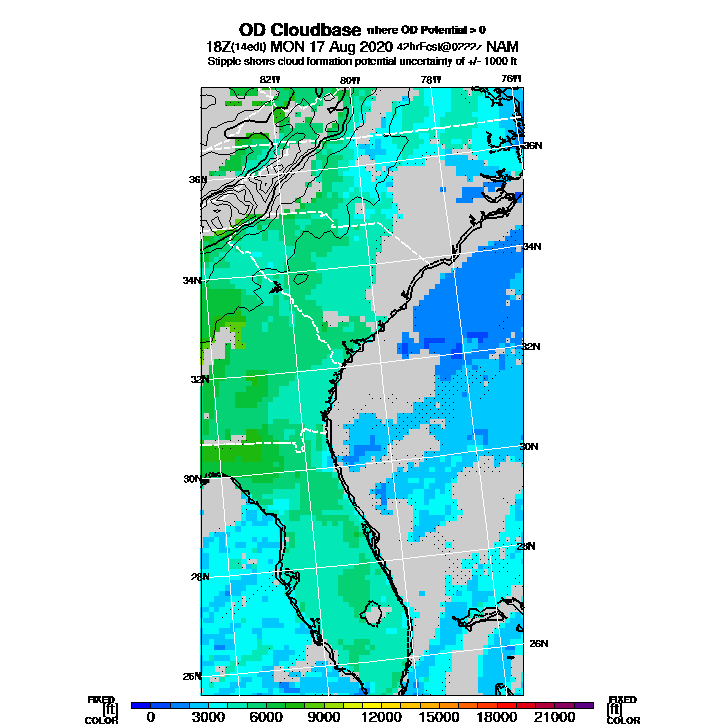 OD Cloudbase where OD Potential > 0
18Z(14edt) MON 17 Aug 2020 42hrFcst@0222z NAM
Stipple shows cloud formation potential uncertainty of +/- 1000 ft
82W 80W 78W 76W
36N
36N
34N
34N
32N
32N
30N
30N
28N
28N
26N
26N
FIXED FIXED
[ft] [ft]
COLOR COLOR
0 3000 6000 9000 12000 15000 18000 21000